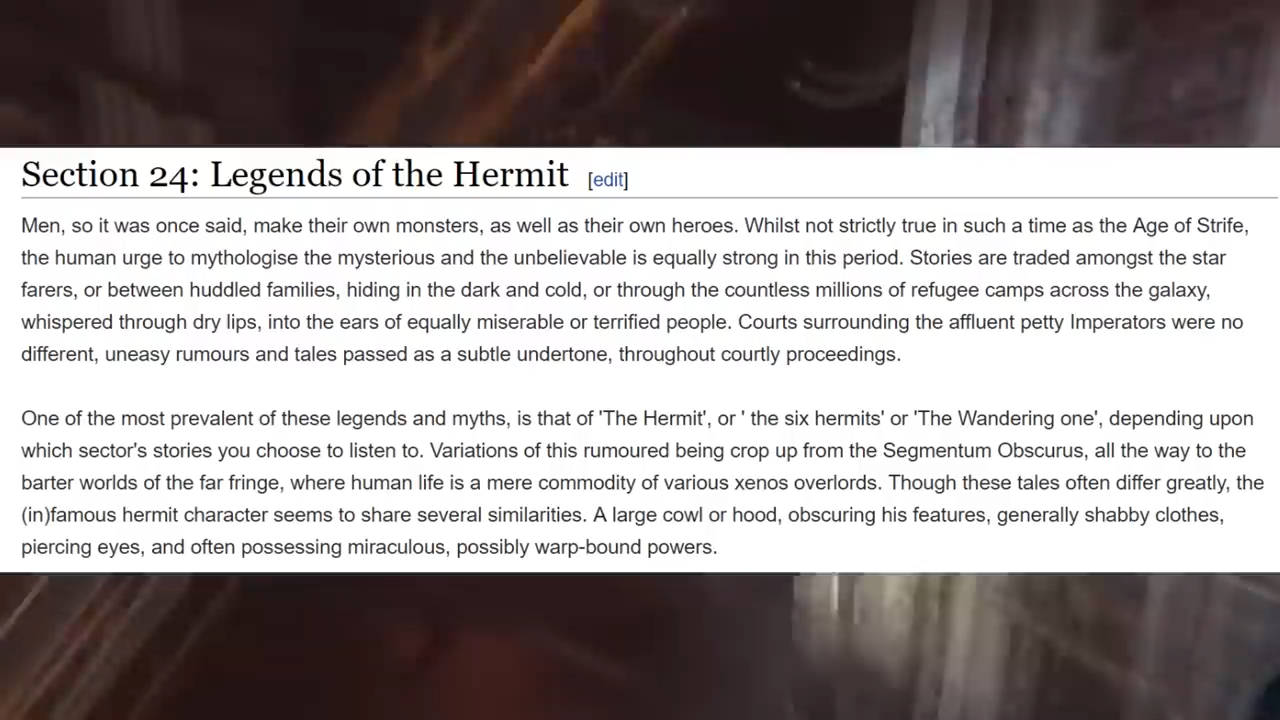 Section 24: Legends of the Hermit [edit]
Men, so it was once said, make their own monsters, as well as their own heroes. Whilst not strictly true in such a time as the Age of Strife,
the human urge to mythologise the mysterious and the unbelievable is equally strong in this period. Stories are traded amongst the star
farers, or between huddled families, hiding in the dark and cold, or through the countless millions of refugee camps across the galaxy,
whispered through dry lips, into the ears of equally miserable or terrified people. Courts surrounding the affluent petty Imperators were no
different, uneasy rumours and tales passed as a subtle undertone, throughout courtly proceedings.
One of the most prevalent of these legends and myths, is that of 'The Hermit', or ' the six hermits' or 'The Wandering one', depending upon
which sector's stories you choose to listen to. Variations of this rumoured being crop up from the Segmentum Obscurus, all the way to the
barter worlds of the far fringe, where human life is a mere commodity of various xenos overlords. Though these tales often differ greatly, the
(in)famous hermit character seems to share several similarities. A large cowl or hood, obscuring his features, generally shabby clothes,
piercing eyes, and often possessing miraculous, possibly warp-bound powers.